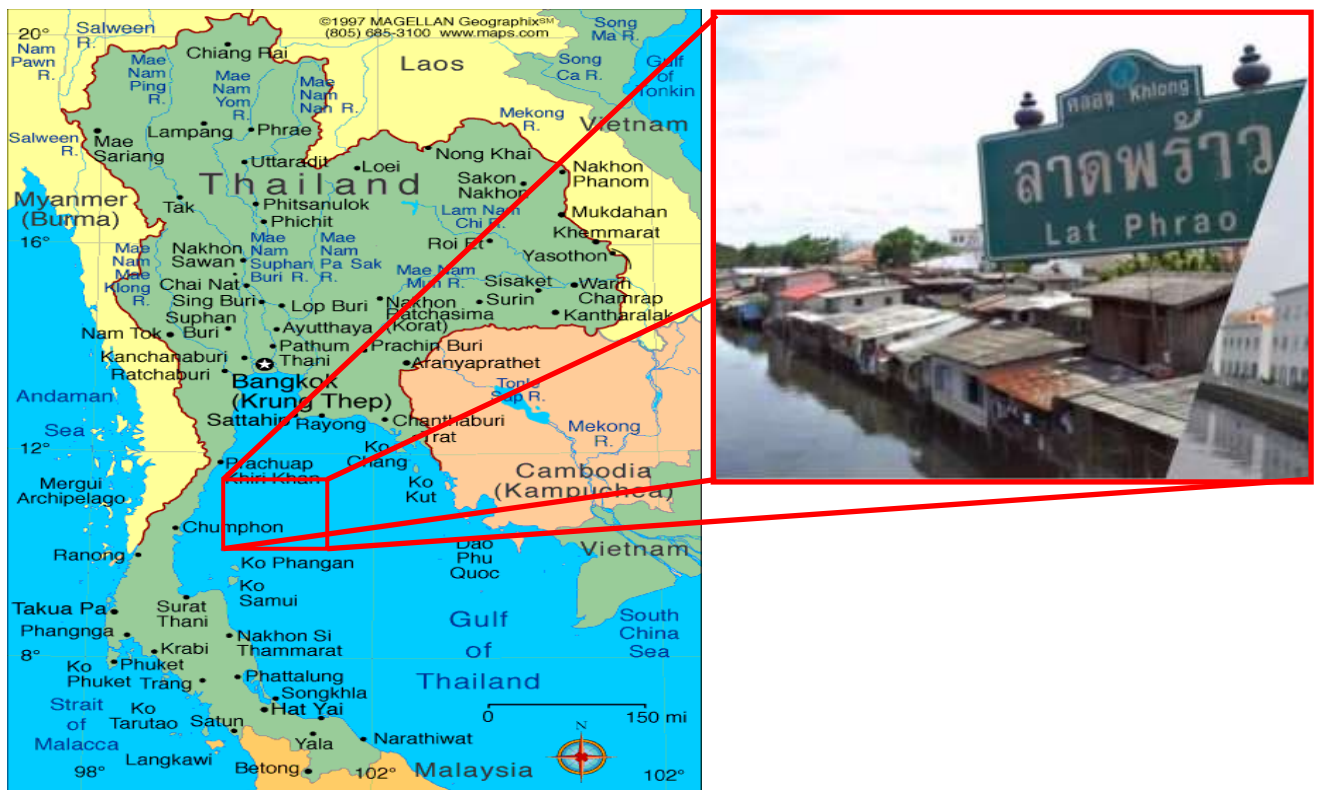 ©1997 MAGELLAN Geographix℠
(805) 685-3100 www.maps.com
20°
Salween
R.
Nam
Pawn
R.
Chiang Rai
Mae
Nam
Ping
R.
Mae
Nam
Yom
R.
Mae
Nam
Nan R.
Laos
Song
Ma R.
Song
Ca R.
Gulf
of
Tonkin
Mekong
R.
Vietnam
Salween
R.
Mae
Sariang
Lampang
Phrae
Uttaradit
Loei
Nong Khai
Nakhon
Phanom
Sakon
Nakhon
Thailand
Myanmer
(Burma)
Tak
Phitsanulok
Phichit
Lam Nam
Chi R.
Mukdahan
Khemmarat
16°
Roi Et
Yasothon
Mae
Nam
Mae
Klong
R.
Nakhon
Sawan
Mae
Nam
Suphan
Buri R.
Mae
Nam
Pa Sak
R.
Mae Nam
Mun R.
Chai Nat
Sing Buri
Lop Buri
Nakhon
Ratchasima
(Korat)
Sisaket
Surin
Warin
Chamrap
Kantharalak
Suphan
Buri
Nam Tok
Ayutthaya
Pathum
Thani
Prachin Buri
Aranyaprathet
Kanchanaburi
Ratchaburi
Bangkok
(Krung Thep)
Tonle
Sap R.
Andaman
Sea
Sattahip
Rayong
Chanthaburi
Trat
Mekong
R.
12°
Ko
Chang
Prachuap
Khiri Khan
Ko
Kut
Cambodia
(Kampuchea)
Mergui
Archipelago
Chumphon
Ranong
Dao
Phu
Quoc
Vietnam
Ko Phangan
Ko
Samui
Takua Pa
Surat
Thani
Phangnga
Nakhon Si
Thammarat
Gulf
of
Thailand
South
China
Sea
8°
Krabi
Ko
Phuket
Phuket
Trang
Phattalung
Songkhla
Hat Yai
Strait
of
Malacca
Ko
Tarutao
Satun
0
150 mi
N
Langkawi
Yala
Narathiwat
Betong
Malaysia
98°
102°
102°
คลอง Khlong
ลาดพร้าว
Lat Phrao